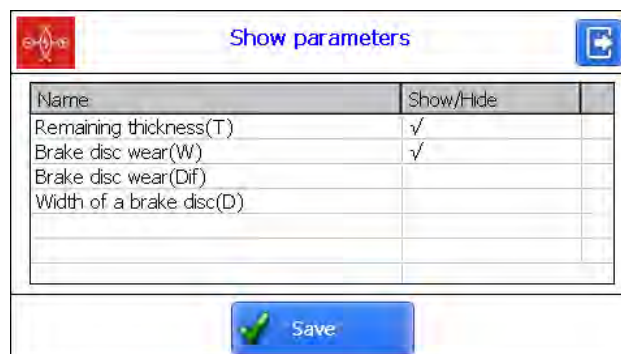 Show parameters
Name Show/Hide
Remaining thickness(T) √
Brake disc wear(W) √
Brake disc wear(Dif)
Width of a brake disc(D)
Save